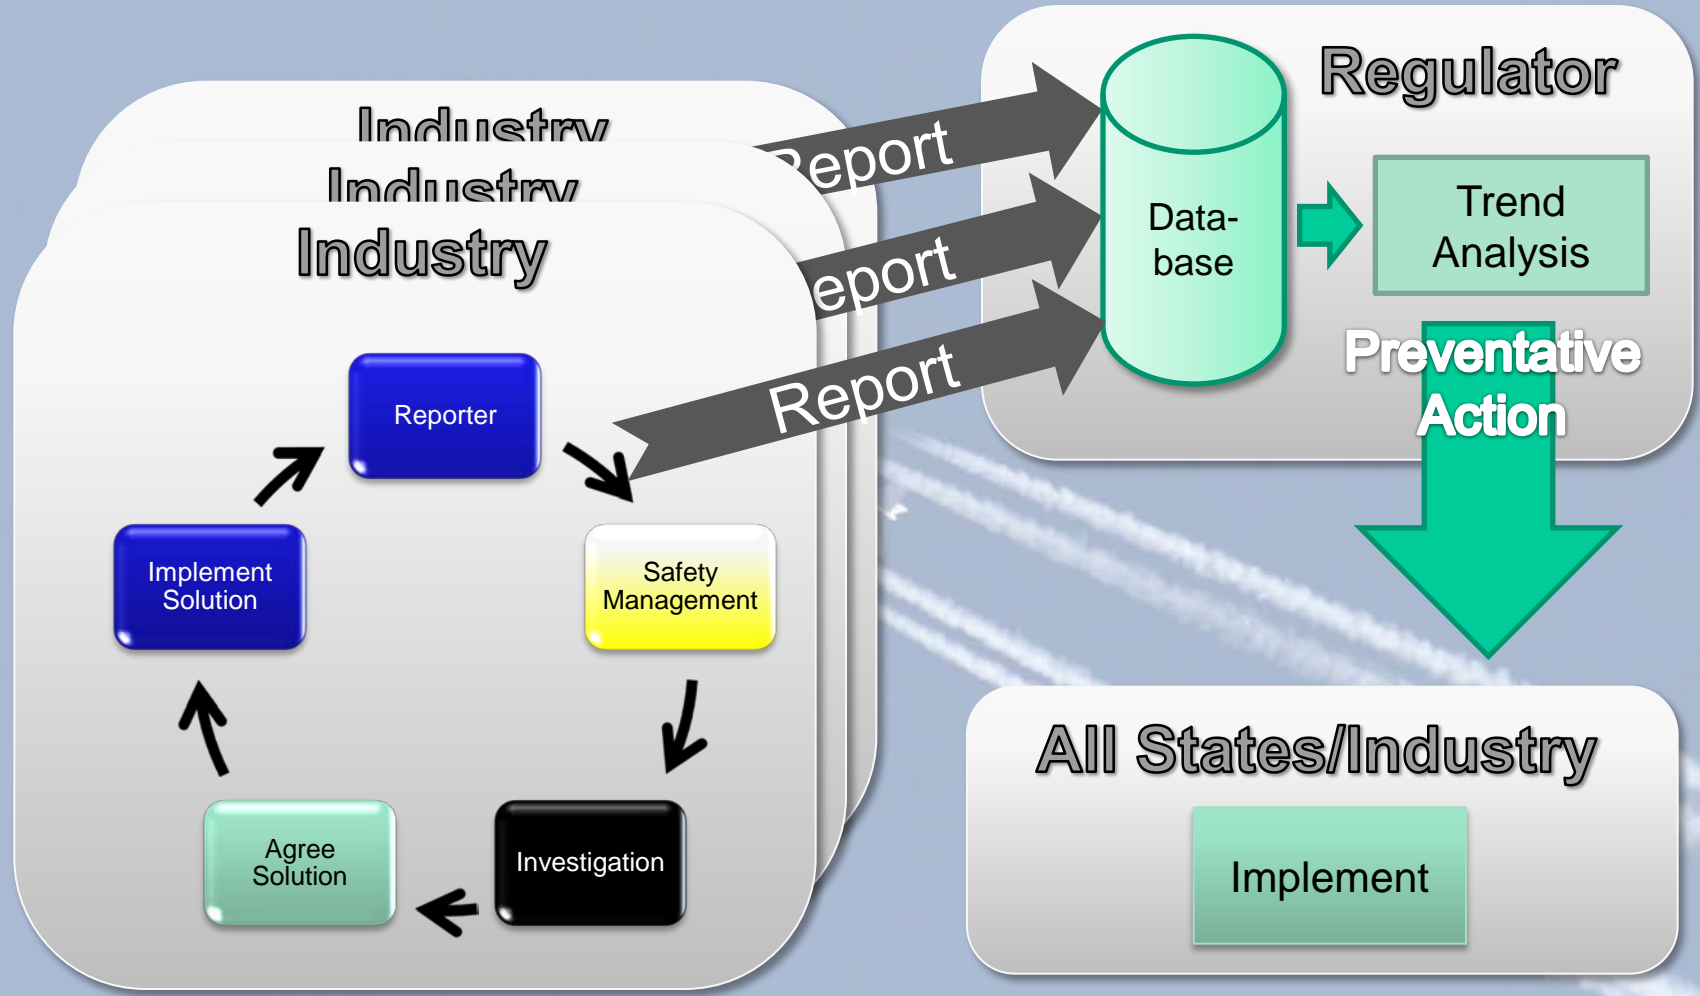 Industry
Industry
Industry
Reporter
Safety
Management
Investigation
Agree
Solution
Implement
Solution
Report
Report
Report
Regulator
Data-
base
Trend
Analysis
Preventative
Action
All States/Industry
Implement